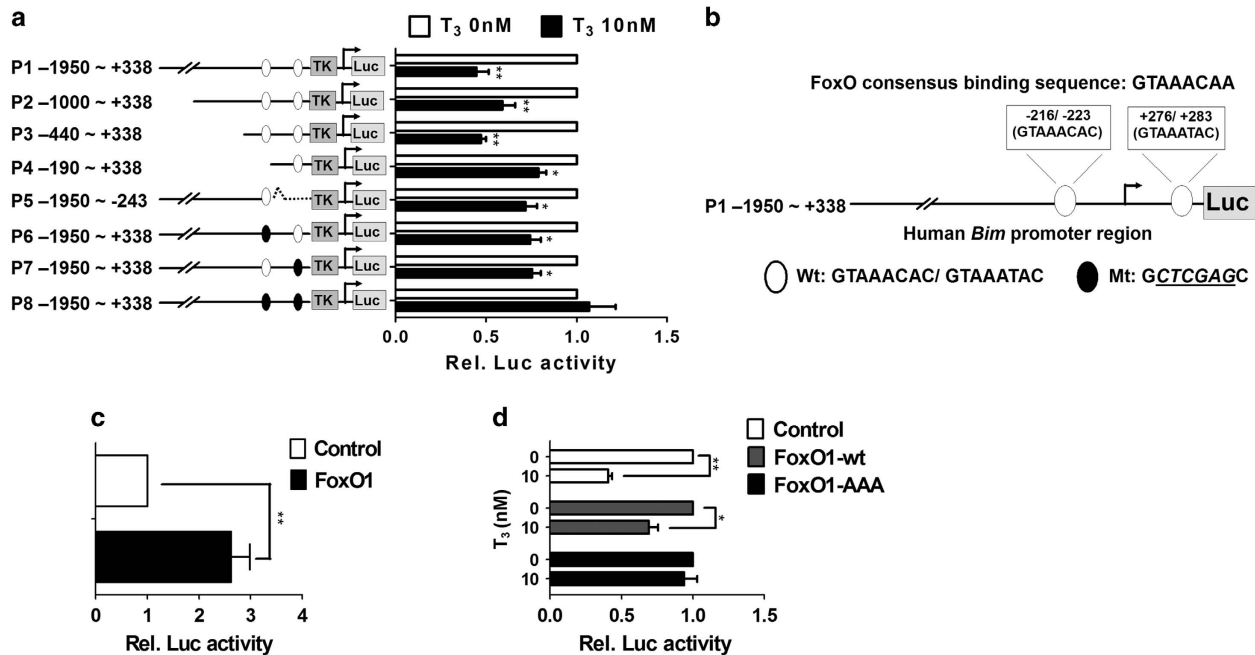 a
T₃ 0nM T₃ 10nM
P1 –1950 ~ +338 TK Luc **
P2 –1000 ~ +338 TK Luc **
P3 –440 ~ +338 TK Luc **
P4 –190 ~ +338 TK Luc *
P5 –1950 ~ -243 TK Luc *
P6 –1950 ~ +338 TK Luc *
P7 –1950 ~ +338 TK Luc *
P8 –1950 ~ +338 TK Luc
0.0 0.5 1.0 1.5
Rel. Luc activity
b
FoxO consensus binding sequence: GTAAACAA
-216/ -223
(GTAAACAC)
+276/ +283
(GTAAATAC)
P1 –1950 ~ +338 Luc
Human Bim promoter region
Wt: GTAAACAC/ GTAAATAC Mt: GCTCGAGC
c
Control
FoxO1
**
0 1 2 3 4
Rel. Luc activity
d
Control
FoxO1-wt
FoxO1-AAA
T₃ (nM)
0
10
**
0
10
*
0
10
0.0 0.5 1.0 1.5
Rel. Luc activity